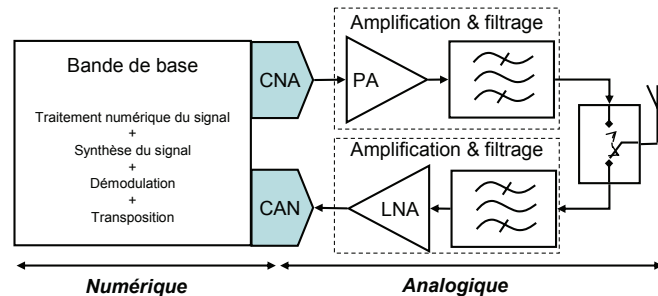 Amplification & filtrage
Bande de base
CNA
PA
Traitement numérique du signal
+
Synthèse du signal
+
Démodulation
+
Transposition
Amplification & filtrage
CAN
LNA
Numérique
Analogique